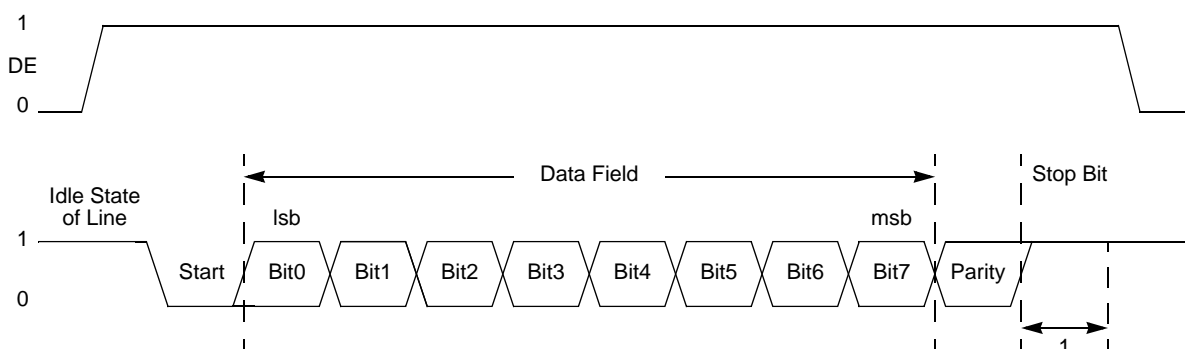 1
DE
0
Data Field
Stop Bit
Idle State
of Line
lsb
msb
1
Start
Bit0
Bit1
Bit2
Bit3
Bit4
Bit5
Bit6
Bit7
Parity
0
1